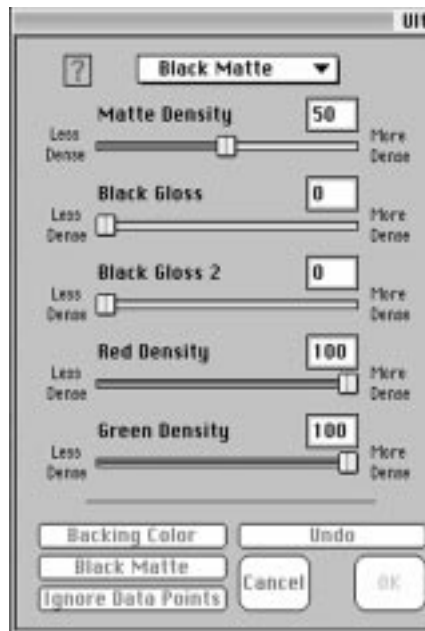 Ult
?
Black Matte
Matte Density 50
Less Dense
More Dense
Black Gloss 0
Less Dense
More Dense
Black Gloss 2 0
Less Dense
More Dense
Red Density 100
Less Dense
More Dense
Green Density 100
Less Dense
More Dense
Backing Color
Undo
Black Matte
Cancel
OK
Ignore Data Points